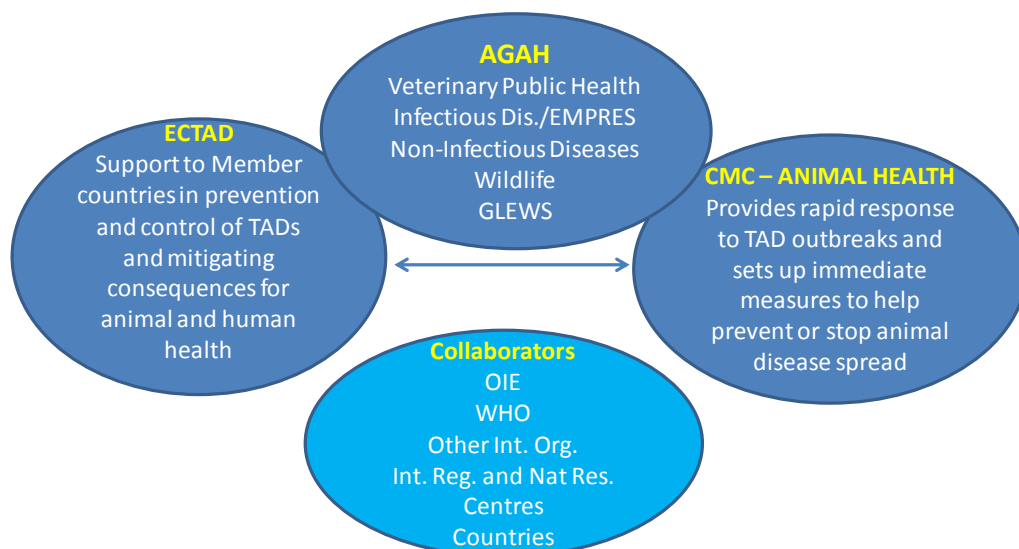 AGAH
Veterinary Public Health
Infectious Dis./EMPRES
Non-Infectious Diseases
Wildlife
GLEWS
ECTAD
Support to Member
countries in prevention
and control of TADs
and mitigating
consequences for
animal and human
health
CMC – ANIMAL HEALTH
Provides rapid response
to TAD outbreaks and
sets up immediate
measures to help
prevent or stop animal
disease spread
Collaborators
OIE
WHO
Other Int. Org.
Int. Reg. and Nat Res.
Centres
Countries